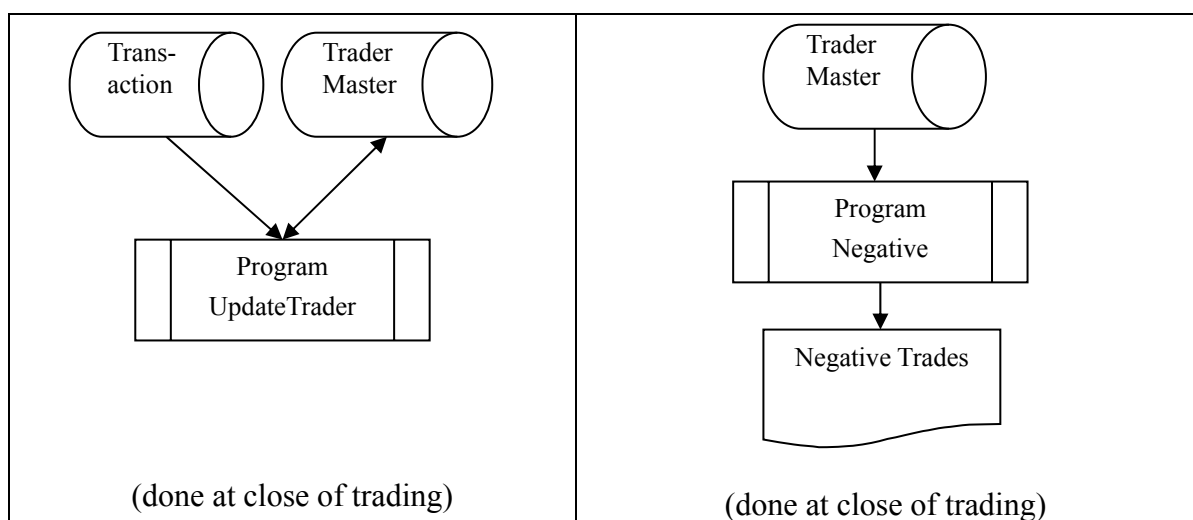 Trans-
action
Trader
Master
Program
UpdateTrader
(done at close of trading)
Trader
Master
Program
Negative
Negative Trades
(done at close of trading)